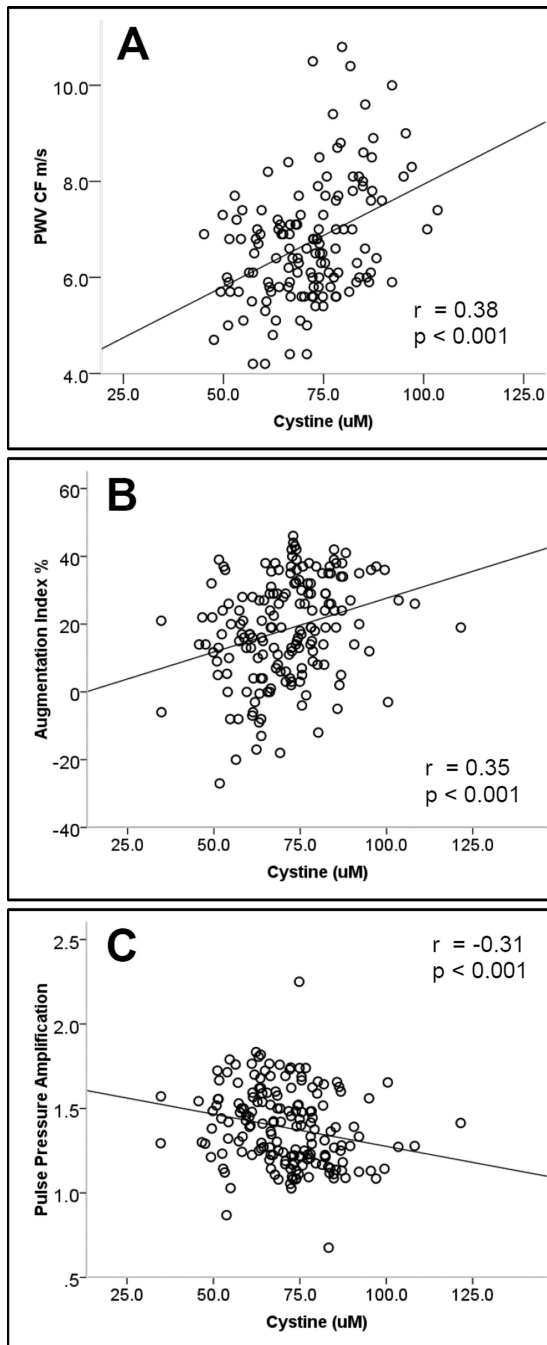 A
PWV CF m/s
10.0
8.0
6.0
4.0
r = 0.38
p < 0.001
25.0 50.0 75.0 100.0 125.0
Cystine (uM)
B
Augmentation Index %
60
40
20
0
-20
-40
r = 0.35
p < 0.001
25.0 50.0 75.0 100.0 125.0
Cystine (uM)
C
r = -0.31
p < 0.001
Pulse Pressure Amplification
2.5
2.0
1.5
1.0
.5
25.0 50.0 75.0 100.0 125.0
Cystine (uM)